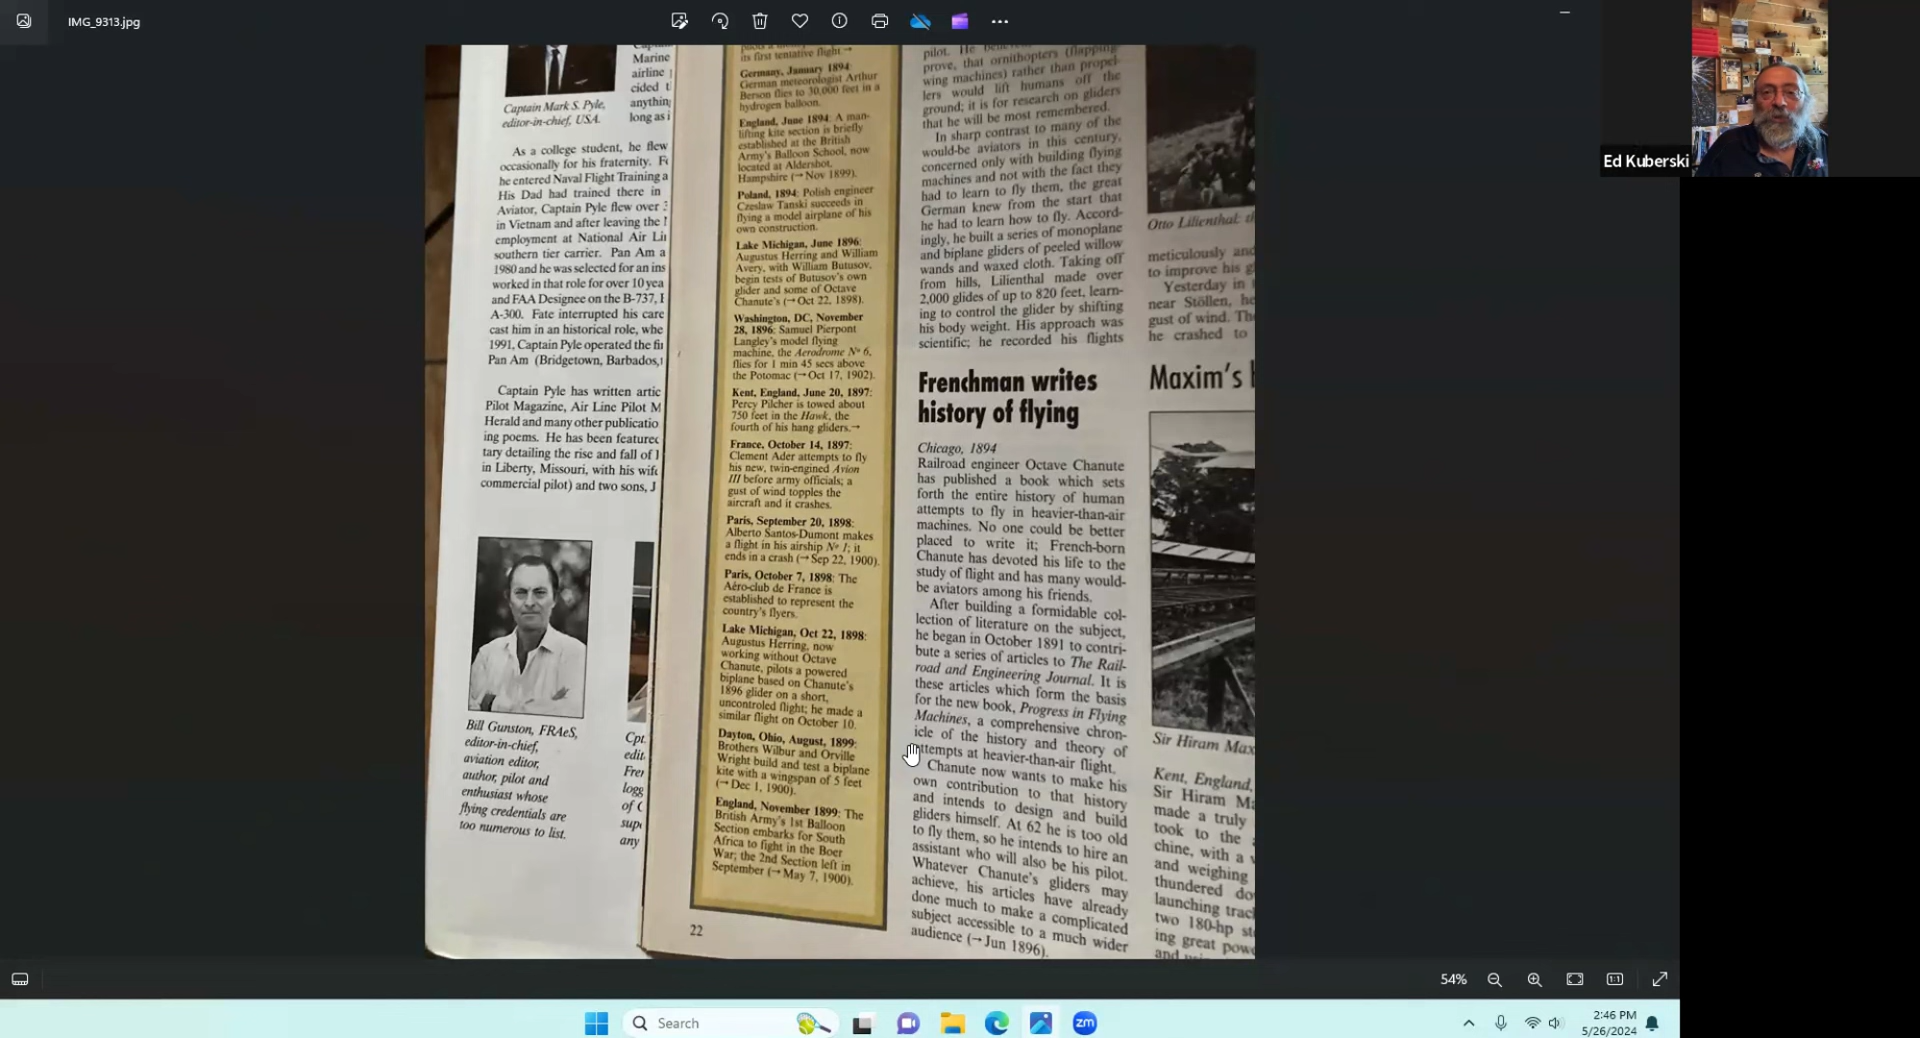 IMG_9313.jpg
Ed Kuberski
Marine
airline
cided
anything
long as i
Captain Mark S. Pyle,
editor-in-chief, USA.
As a college student, he flew
occasionally for his fraternity.
he entered Naval Flight Training a
His Dad had trained there in
Aviator, Captain Pyle flew over
in Vietnam and after leaving the
employment at National Air Li
southern tier carrier. Pan Am a
1980 and he was selected for an ins
worked in that role for over 10 yea
and FAA Designee on the B-737,
A-300. Fate interrupted his care
cast him in an historical role, whe
1991, Captain Pyle operated the
Pan Am (Bridgetown, Barbados,
Captain Pyle has written artic
Pilot Magazine, Air Line Pilot M
Herald and many other publicatio
ing poems. He has been featured
tary detailing the rise and fall of
in Liberty, Missouri, with his wife
commercial pilot) and two sons, J
Bill Gunston, FRAeS,
editor-in-chief,
aviation editor,
author, pilot and
enthusiast whose
flying credentials are
too numerous to list.
Cpt.
edit
Fren
logg
of
sup
any
its first tentative flight→
Germany, January 1894:
German meteorologist Arthur
Berson flies to 30,000 feet in a
hydrogen balloon.
England, June 1894: A man-
lifting kite section is briefly
established at the British
Army's Balloon School, now
located at Aldershot,
Hampshire (→Nov 1899).
Poland, 1894: Polish engineer
Czeslaw Tanski succeeds in
flying a model airplane of his
own construction.
Lake Michigan, June 1896:
Augustus Herring and William
Avery, with William Butusov,
begin tests of Butusov's own
glider and some of Octave
Chanute's (→Oct 22, 1898).
Washington, DC, November
28, 1896: Samuel Pierpont
Langley's model flying
machine, the Aerodrome Nº 6,
flies for 1 min 45 secs above
the Potomac (→Oct 17, 1902).
Kent, England, June 20, 1897:
Percy Pilcher is towed about
750 feet in the Hawk, the
fourth of his hang gliders.→
France, October 14, 1897:
Clement Ader attempts to fly
his new, twin-engined Avion
III before army officials; a
gust of wind topples the
aircraft and it crashes.
Paris, September 20, 1898:
Alberto Santos-Dumont makes
a flight in his airship Nº 1; it
ends in a crash (→Sep 22, 1900).
Paris, October 7, 1898: The
Aéro-club de France is
established to represent the
country's flyers.
Lake Michigan, Oct 22, 1898:
Augustus Herring, now
working without Octave
Chanute, pilots a powered
biplane based on Chanute's
1896 glider on a short,
uncontroled flight; he made a
similar flight on October 10.
Dayton, Ohio, August, 1899:
Brothers Wilbur and Orville
Wright build and test a biplane
kite with a wingspan of 5 feet
(→Dec 1, 1900).
England, November 1899: The
British Army's 1st Balloon
Section embarks for South
Africa to fight in the Boer
War; the 2nd Section left in
September (→May 7, 1900).
22
pilot. He (flapping
prove, that ornithopters
wing machines) rather than propel-
lers would lift humans off the
ground; it is for research on gliders
that he will be most remembered.
In sharp contrast to many of the
would-be aviators in this century,
concerned only with building flying
machines and not with the fact they
had to learn to fly them, the great
German knew from the start that
he had to learn how to fly. Accord-
ingly, he built a series of monoplane
and biplane gliders of peeled willow
wands and waxed cloth. Taking off
from hills, Lilienthal made over
2,000 glides of up to 820 feet, learn-
ing to control the glider by shifting
his body weight. His approach was
scientific; he recorded his flights
Frenchman writes
history of flying
Chicago, 1894
Railroad engineer Octave Chanute
has published a book which sets
forth the entire history of human
attempts to fly in heavier-than-air
machines. No one could be better
placed to write it; French-born
Chanute has devoted his life to the
study of flight and has many would-
be aviators among his friends.
After building a formidable col-
lection of literature on the subject,
he began in October 1891 to contri-
bute a series of articles to The Rail-
road and Engineering Journal. It is
these articles which form the basis
for the new book, Progress in Flying
Machines, a comprehensive chron-
icle of the history and theory of
attempts at heavier-than-air flight.
Chanute now wants to make his
own contribution to that history
and intends to design and build
gliders himself. At 62 he is too old
to fly them, so he intends to hire an
assistant who will also be his pilot.
Whatever Chanute's gliders may
achieve, his articles have already
done much to make a complicated
subject accessible to a much wider
audience (→Jun 1896).
Otto Lilienthal:
meticulously and
to improve his gl
Yesterday in
near Stöllen, he
gust of wind. The
he crashed to
Maxim's
Sir Hiram Max
Kent, England,
Sir Hiram Ma
made a truly
took to the
chine, with a
and weighing
thundered do
launching trac
two 180-hp st
ing great powe
54%
Search
zm
2:46 PM
5/26/2024